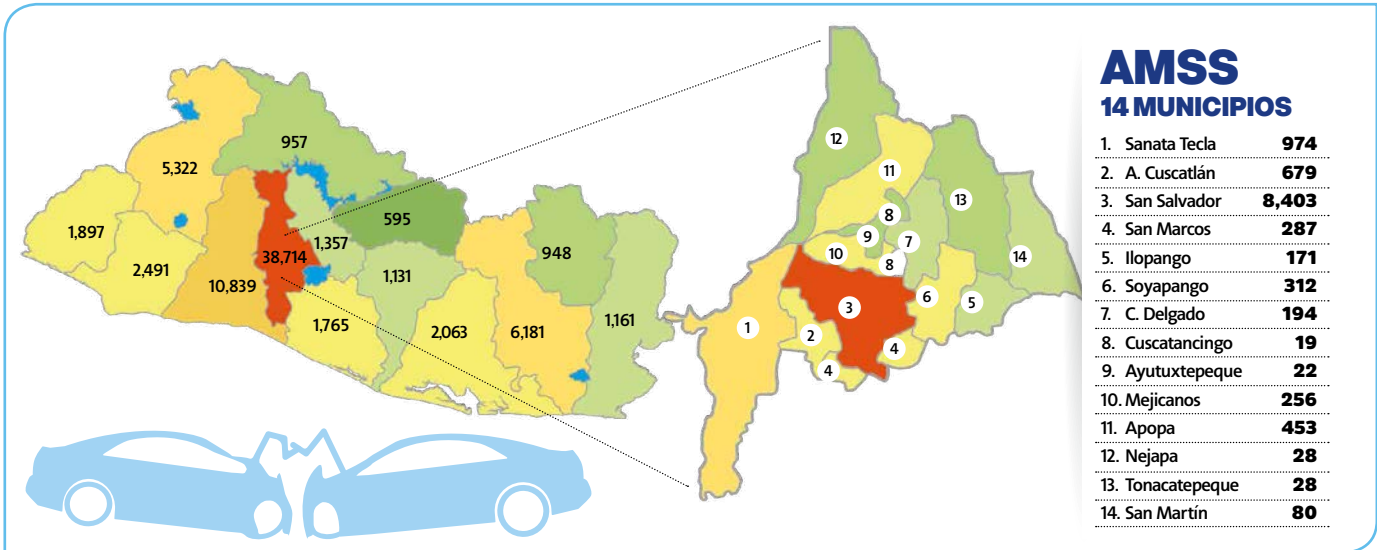 957
5,322
595
1,897
1,357
948
38,714
2,491
1,131
10,839
1,161
1,765
2,063
6,181
12
11
13
8
9
7
10
8
14
6
5
3
1
2
4
4
AMSS
14 MUNICIPIOS
1. Sanata Tecla 974
2. A. Cuscatlán 679
3. San Salvador 8,403
4. San Marcos 287
5. Ilopango 171
6. Soyapango 312
7. C. Delgado 194
8. Cuscatancingo 19
9. Ayutuxtepeque 22
10. Mejicanos 256
11. Apopa 453
12. Nejapa 28
13. Tonacatepeque 28
14. San Martín 80